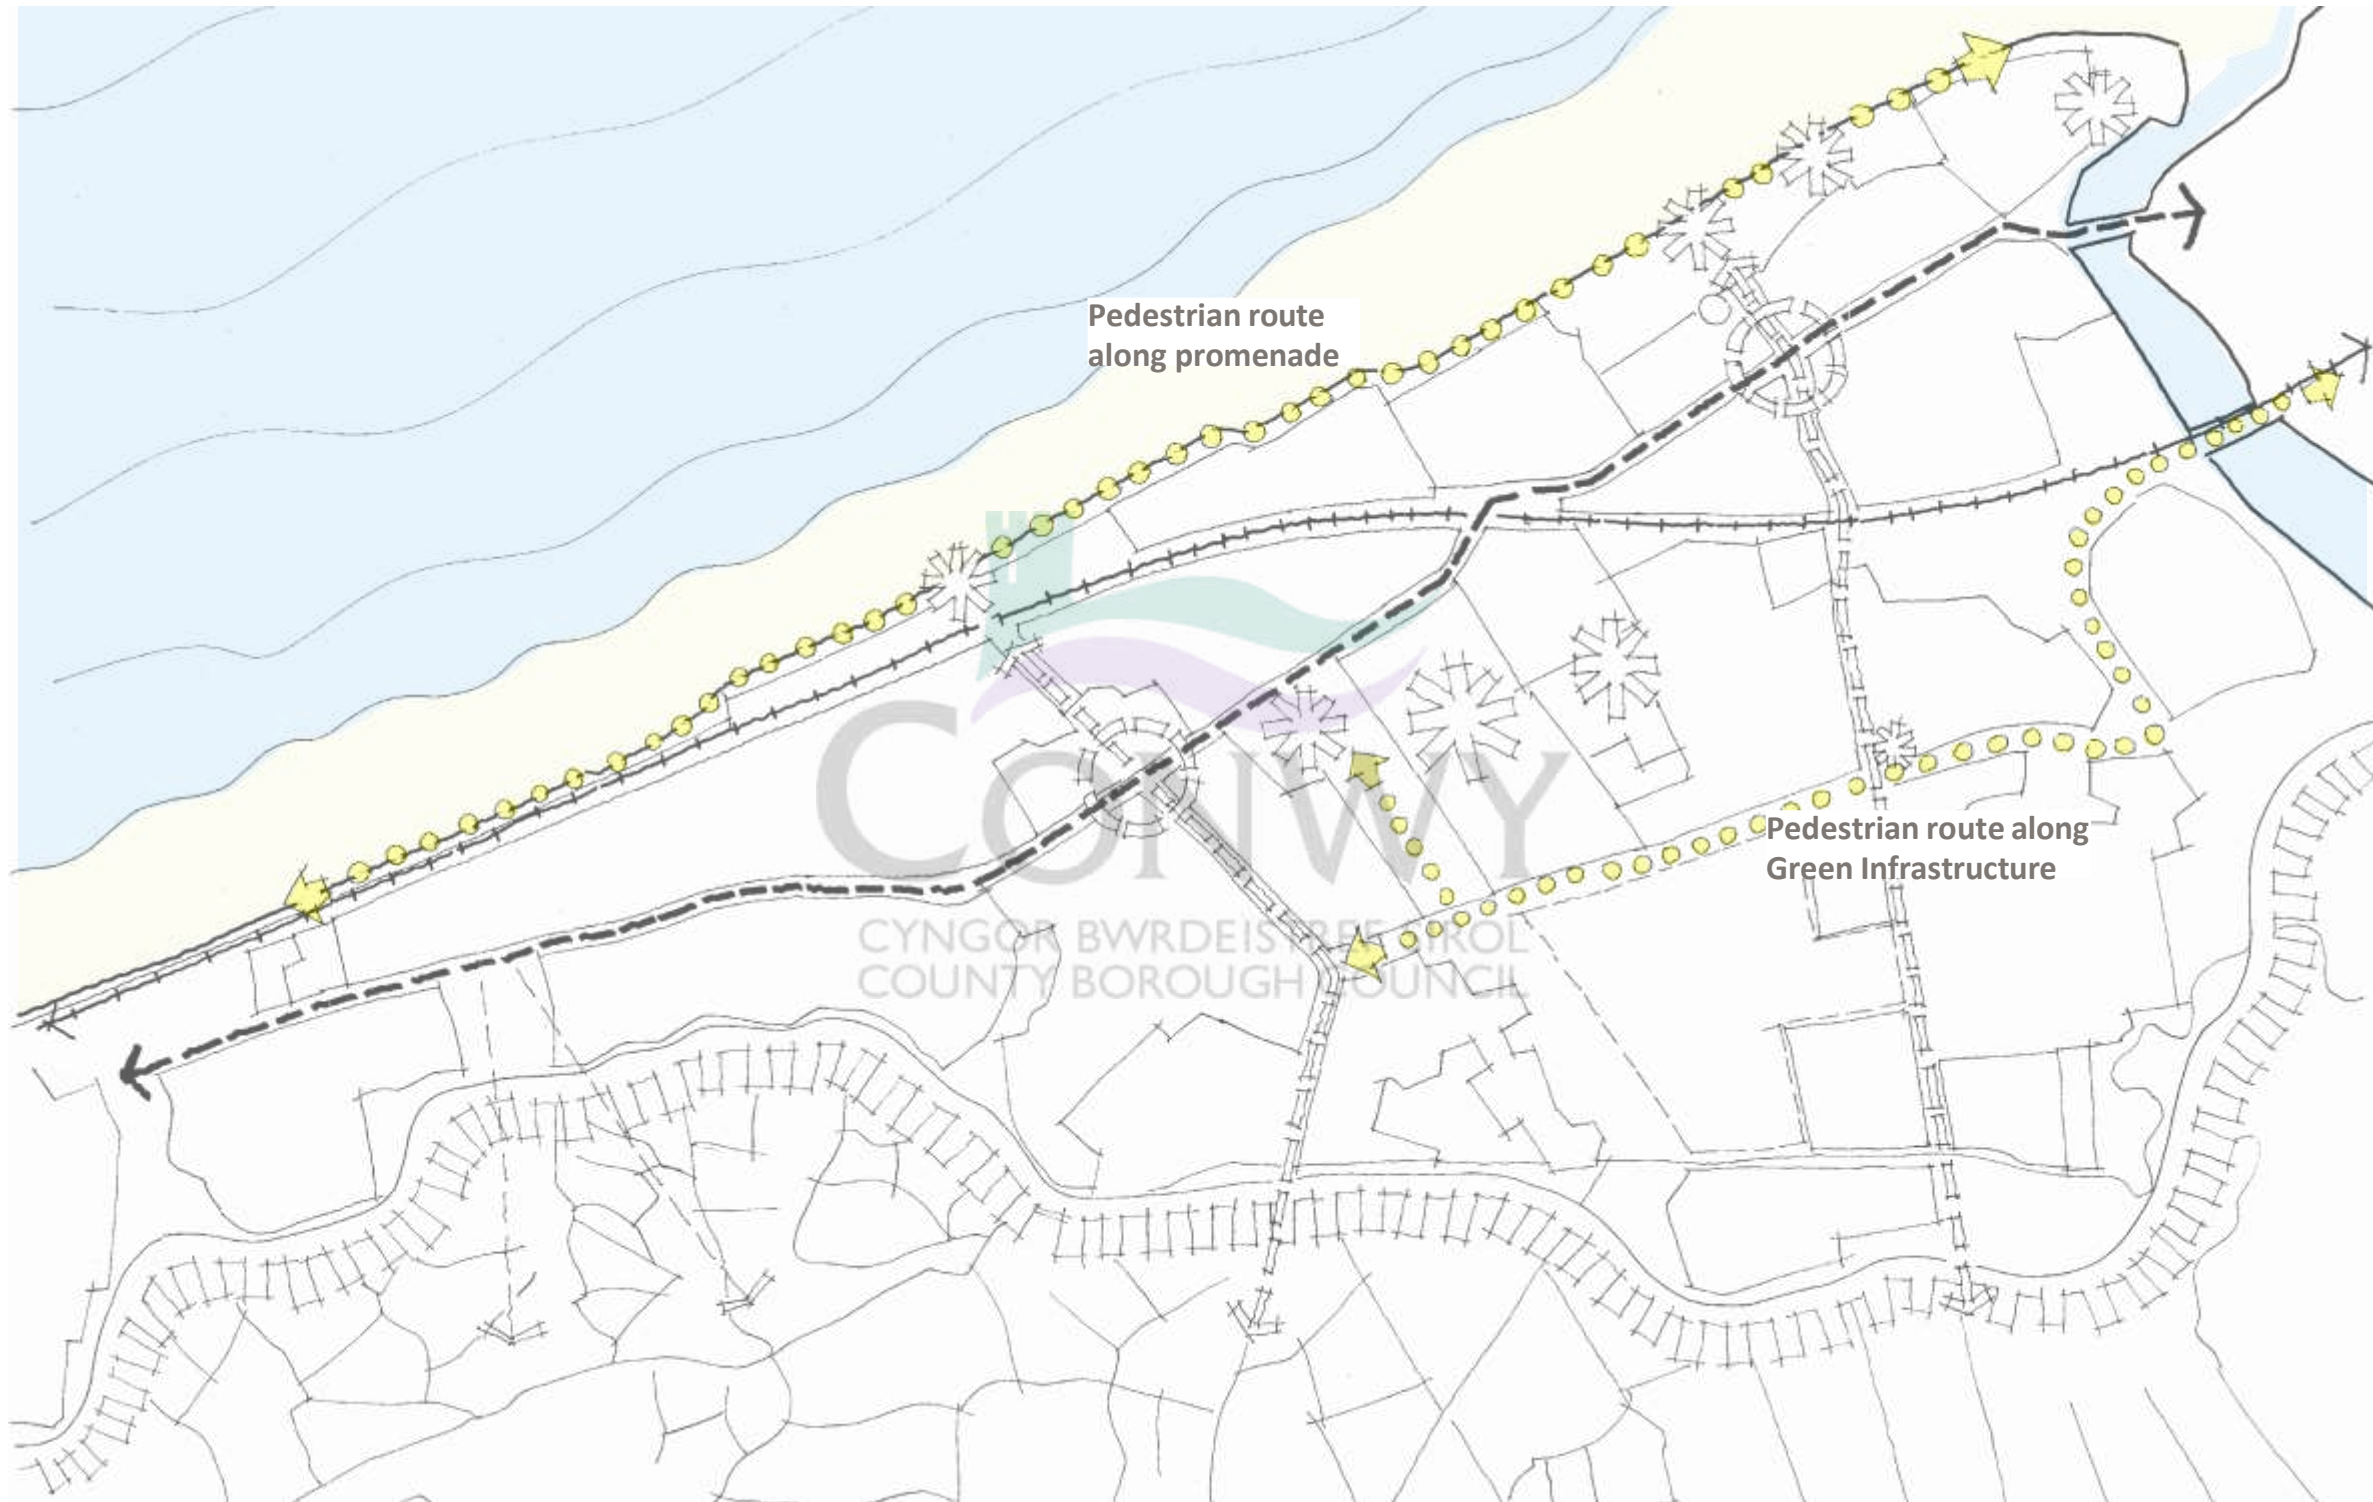 Pedestrian route
along promenade
CONWY
Pedestrian route along
Green Infrastructure
CYNGOR BWRDEISTREF SIROL
COUNTY BOROUGH COUNCIL